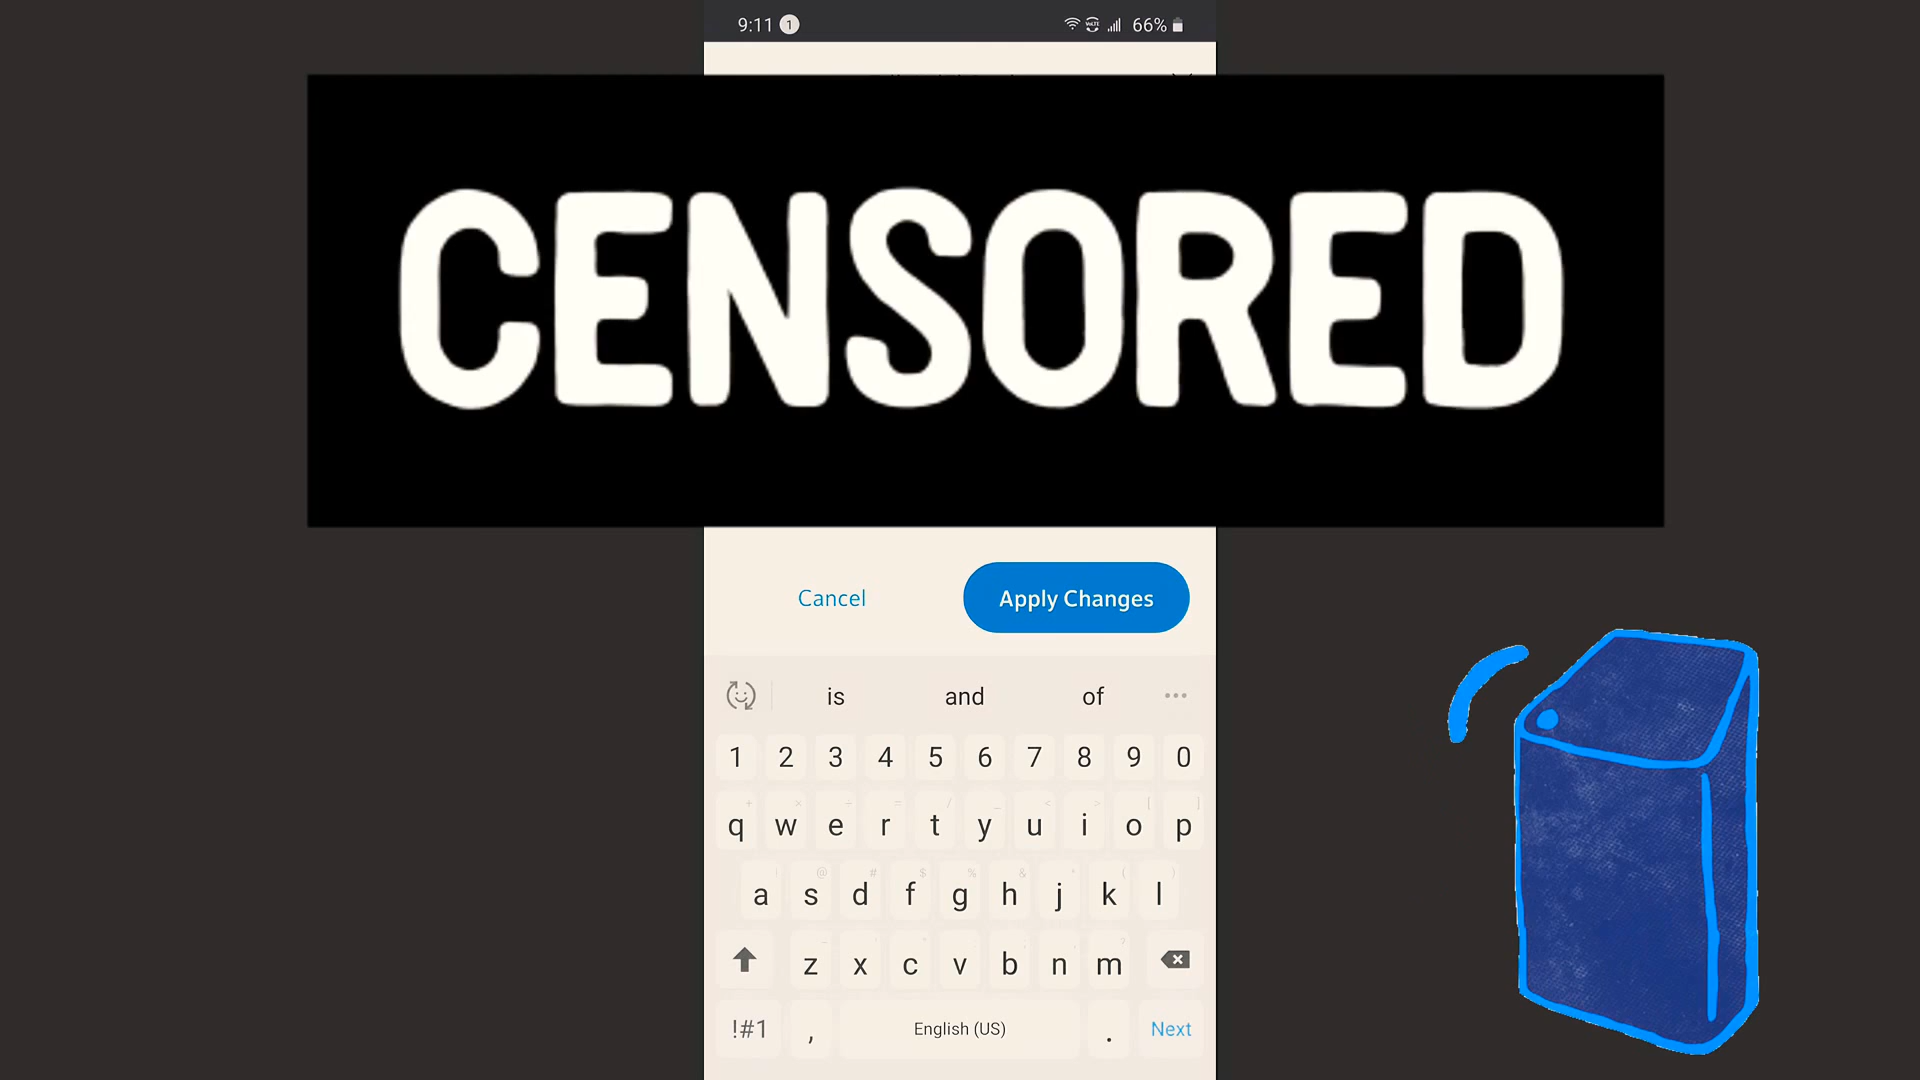 9:11 1 66%
CENSORED
Cancel Apply Changes
is and of •••
1 2 3 4 5 6 7 8 9 0
q w e r t y u i o p
a s d f g h j k l
z x c v b n m
!#1 , English (US) . Next